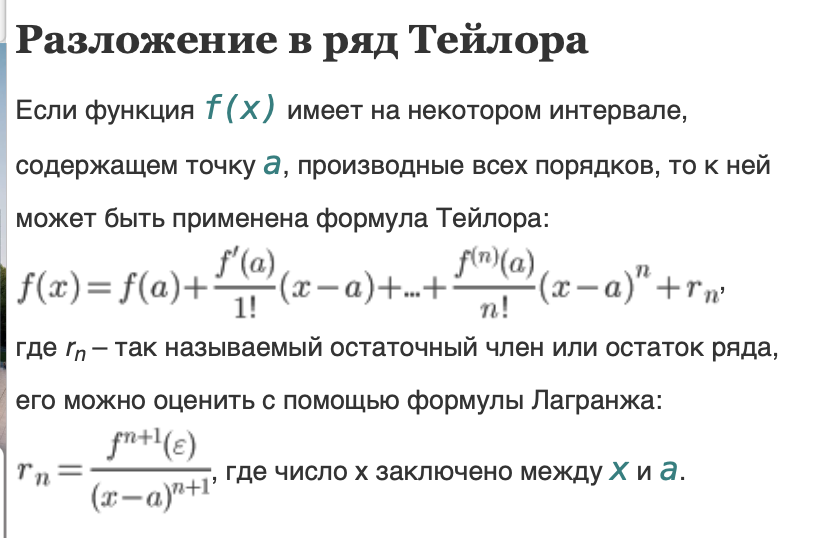 Разложение в ряд Тейлора
Если функция f(x) имеет на некотором интервале,
содержащем точку a, производные всех порядков, то к ней
может быть применена формула Тейлора:
f(x)=f(a)+\frac{f'(a)}{1!}(x-a)+...+\frac{f^{(n)}(a)}{n!}(x-a)^n+r_n,
где r_n – так называемый остаточный член или остаток ряда,
его можно оценить с помощью формулы Лагранжа:
r_n=\frac{f^{n+1}(ε)}{(x-a)^{n+1}}, где число x заключено между x и a.